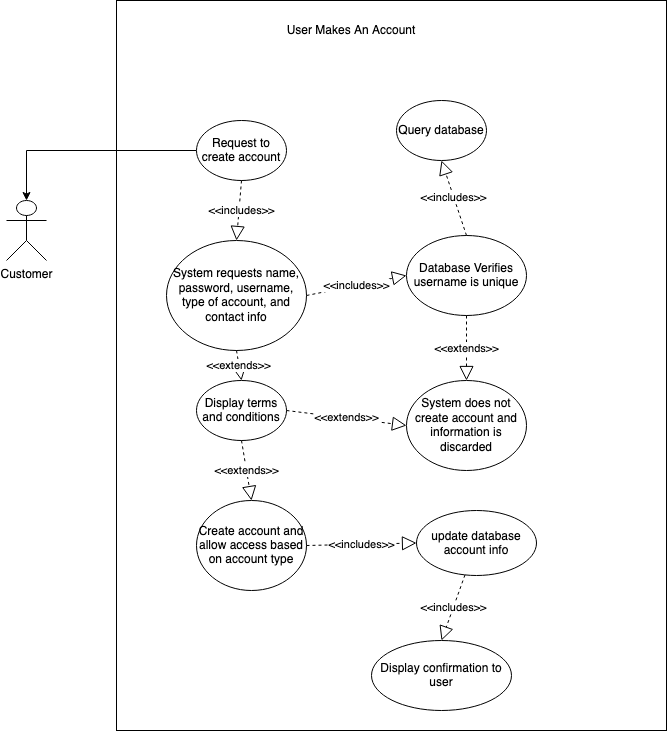 User Makes An Account
Query database
Request to
create account
<<includes>>
<<includes>>
Customer
System requests name,
password, username,
type of account, and
contact info
<<includes>>
Database Verifies
username is unique
<<extends>>
<<extends>>
Display terms
and conditions
<<extends>>
System does not
create account and
information is
discarded
<<extends>>
Create account and
allow access based
on account type
<<includes>>
update database
account info
<<includes>>
Display confirmation to
user